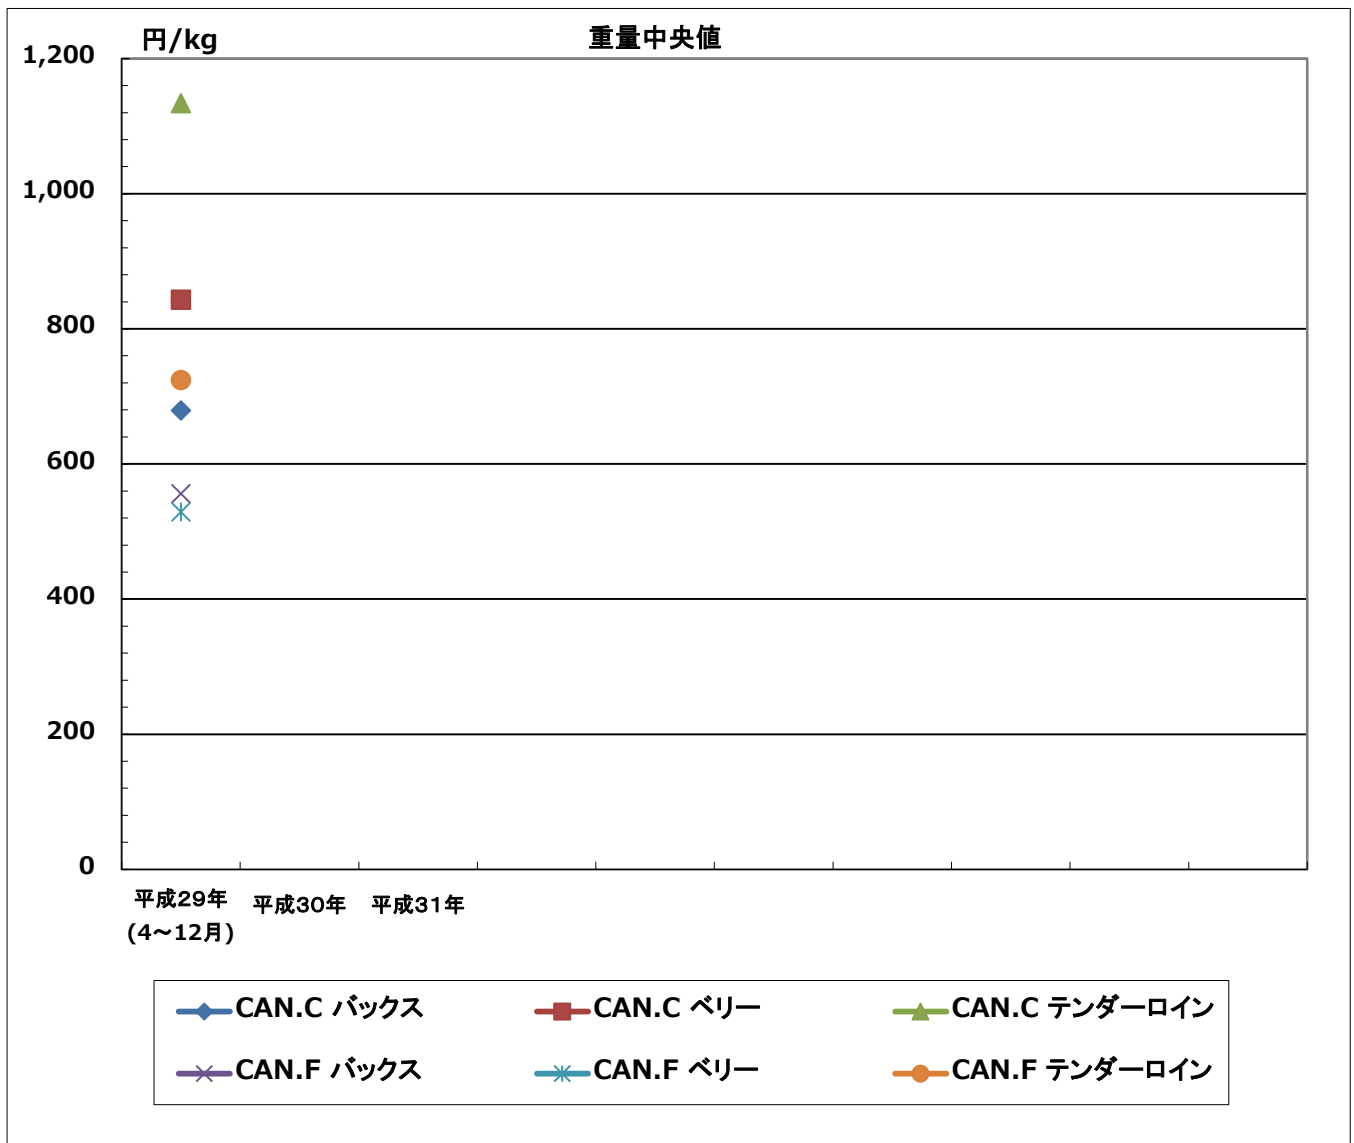 円/kg
重量中央値
1,200
1,000
800
600
400
200
0
平成29年
(4～12月)
平成30年
平成31年
CAN.C バックス
CAN.C ベリー
CAN.C テンダーロイン
CAN.F バックス
CAN.F ベリー
CAN.F テンダーロイン